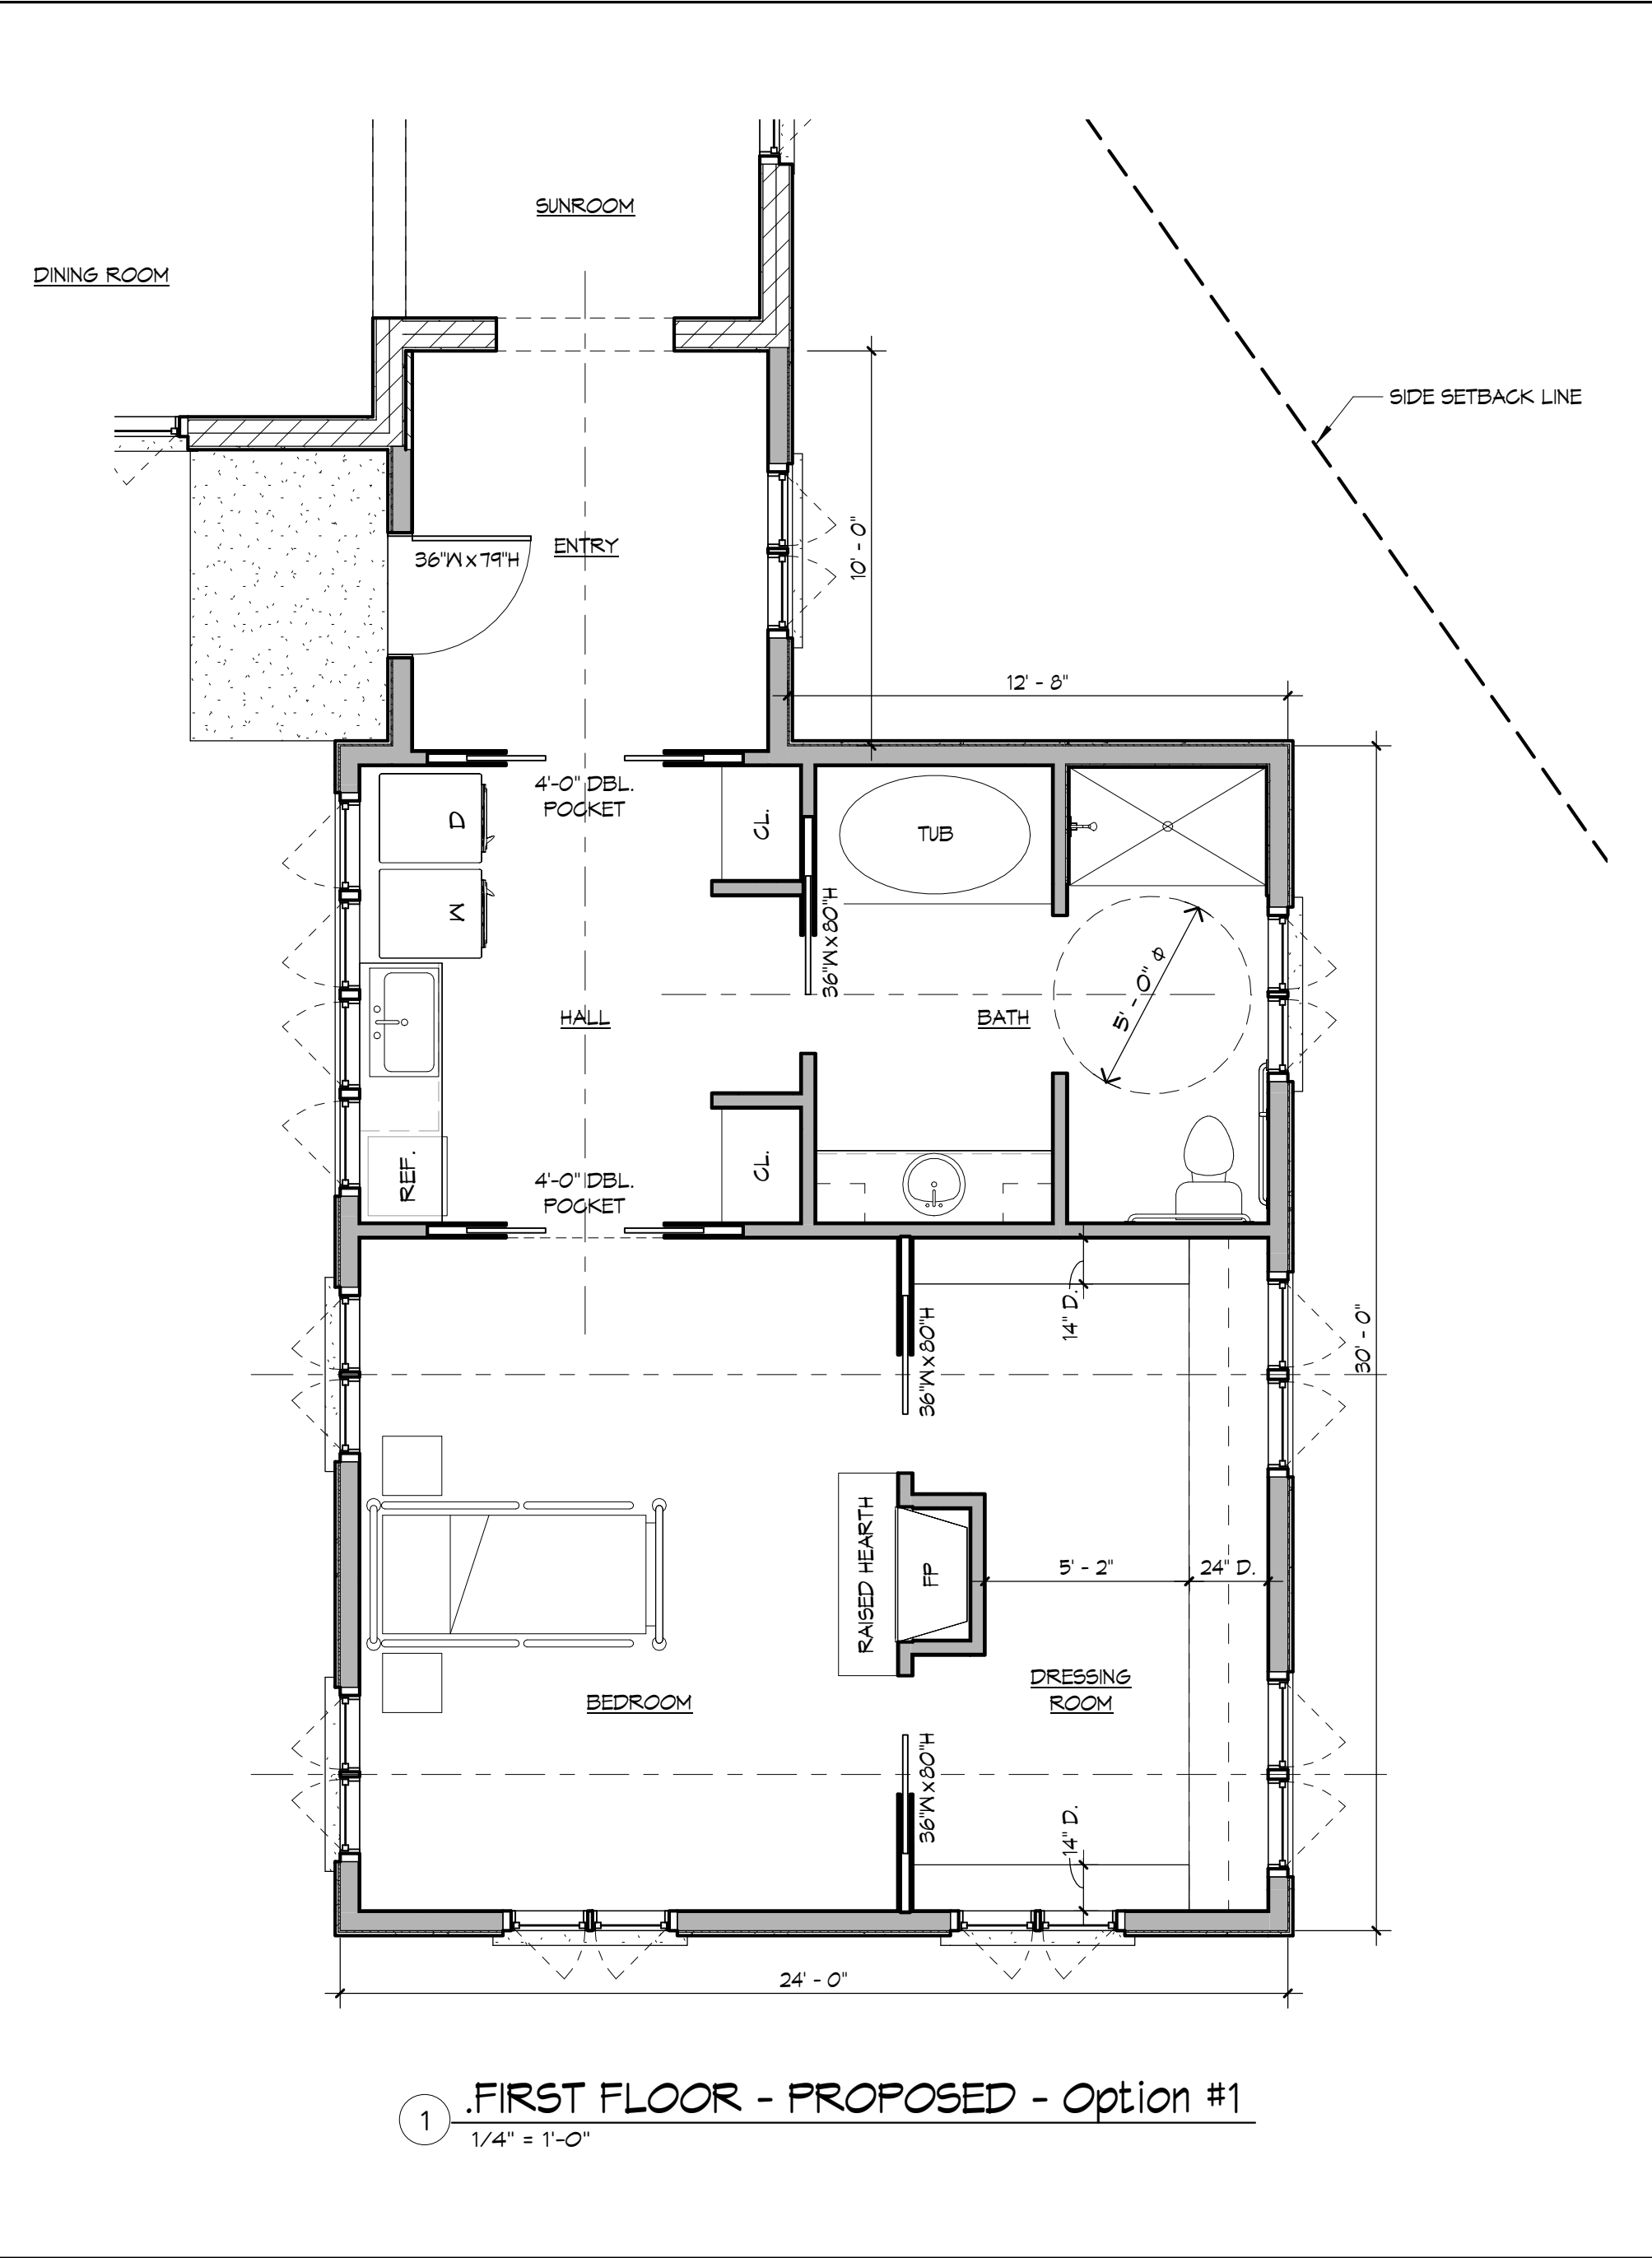 SUNROOM
DINING ROOM
SIDE SETBACK LINE
ENTRY
36"W x 79"H
10' - 0"
12' - 8"
4'-0" DBL.
POCKET
D
CL.
TUB
M
36"W x 80"H
5' - 0" ϕ
HALL
BATH
REF.
CL.
4'-0" DBL.
POCKET
14" D.
36"W x 80"H
30' - 0"
RAISED HEARTH
FP
5' - 2"
24" D.
BEDROOM
DRESSING
ROOM
36"W x 80"H
14" D.
24' - 0"
1
.FIRST FLOOR - PROPOSED - Option #1
1/4" = 1'-0"